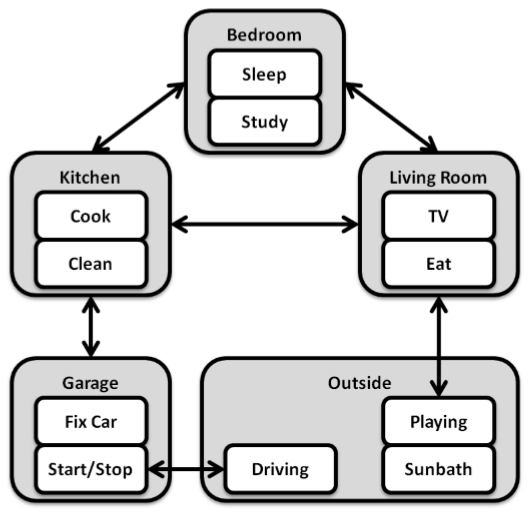 Bedroom
Sleep
Study
Kitchen
Cook
Clean
Living Room
TV
Eat
Garage
Fix Car
Start/Stop
Outside
Driving
Playing
Sunbath